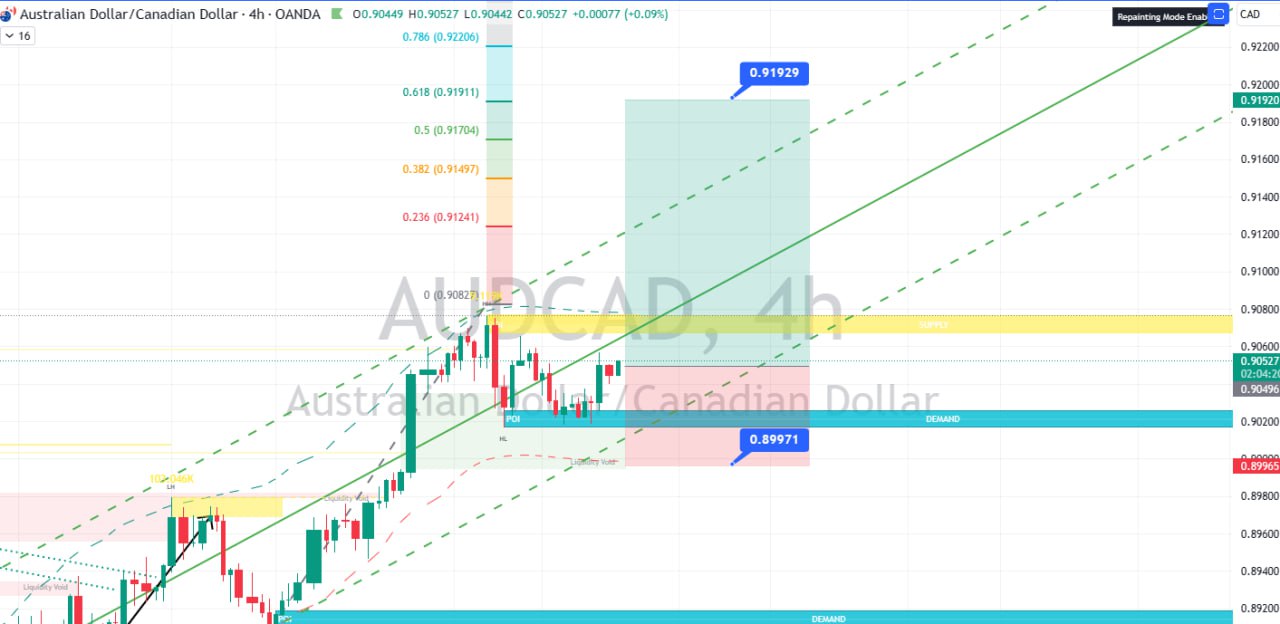 Australian Dollar/Canadian Dollar · 4h · OANDA O0.90449 H0.90527 L0.90442 C0.90527 +0.00077 (+0.09%)
Repainting Mode Enab
CAD
16
0.786 (0.92206)
0.92200
0.91929
0.92000
0.618 (0.91911)
0.91920
0.5 (0.91704)
0.91800
0.382 (0.91497)
0.91600
0.91400
0.236 (0.91241)
0.91200
0.91000
0 (0.90827)
AUDCAD, 4h
0.90800
SUPPLY
0.90600
0.90527
02:04:20
0.90496
Australian Dollar/Canadian Dollar
POI
DEMAND
0.90200
HL
0.89971
Liquidity Void
0.89965
102.046K
LH
Liquidity Void
0.89800
0.89600
0.89400
Liquidity Void
0.89200
POI
DEMAND